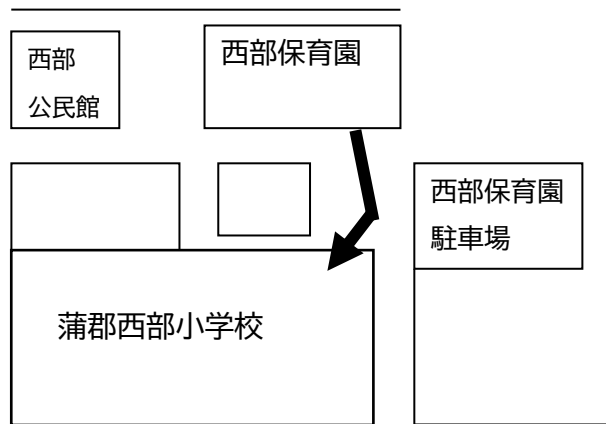 西部
公民館
西部保育園
西部保育園
駐車場
蒲郡西部小学校